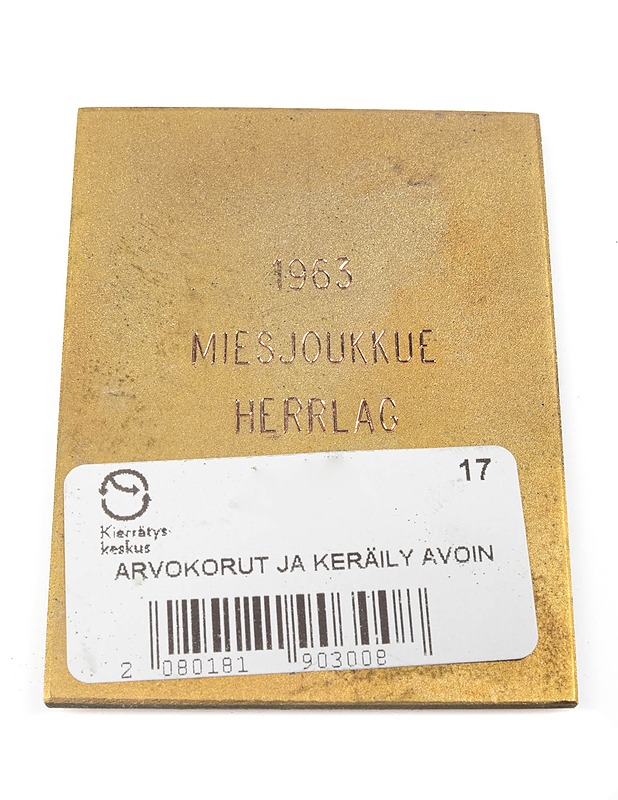 1963
MIESJOUKKUE
HERRLAG
17
Kierrätys-
keskus
ARVOKORUT JA KERÄILY AVOIN
2 080181 903008